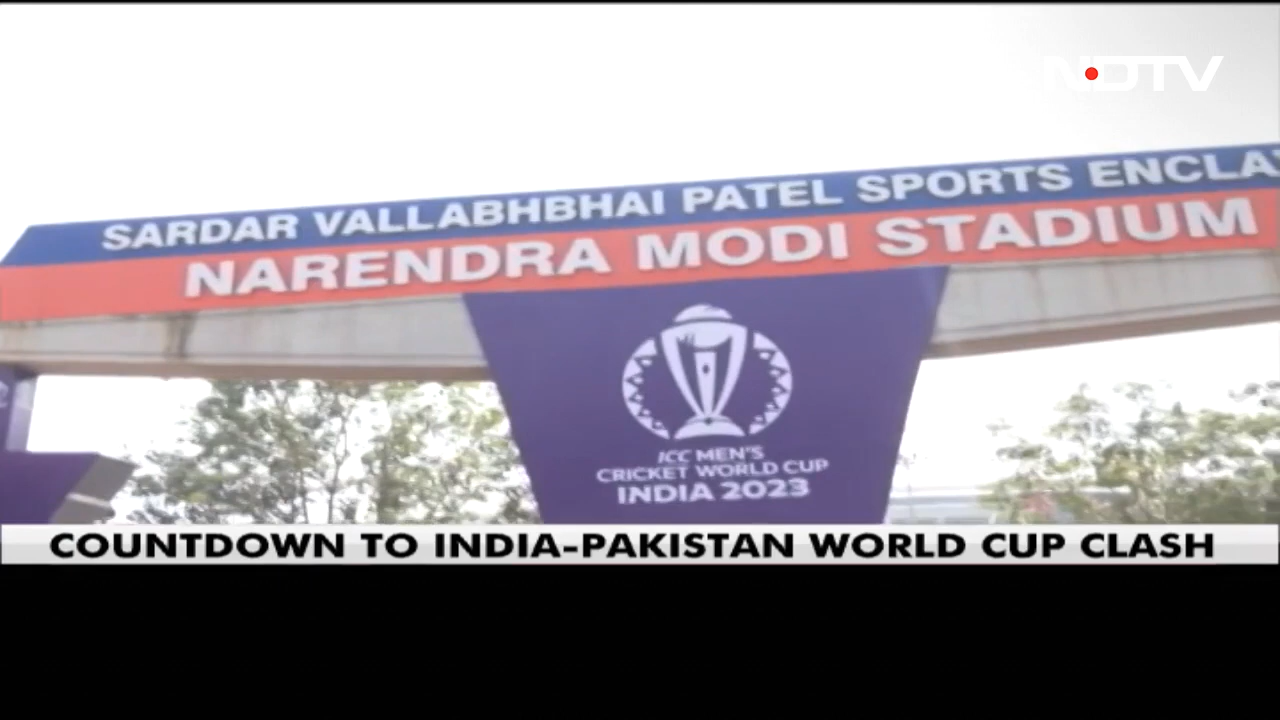 NDTV
SARDAR VALLABHBHAI PATEL SPORTS ENCLA
NARENDRA MODI STADIUM
ICC MEN'S
CRICKET WORLD CUP
INDIA 2023
COUNTDOWN TO INDIA-PAKISTAN WORLD CUP CLASH